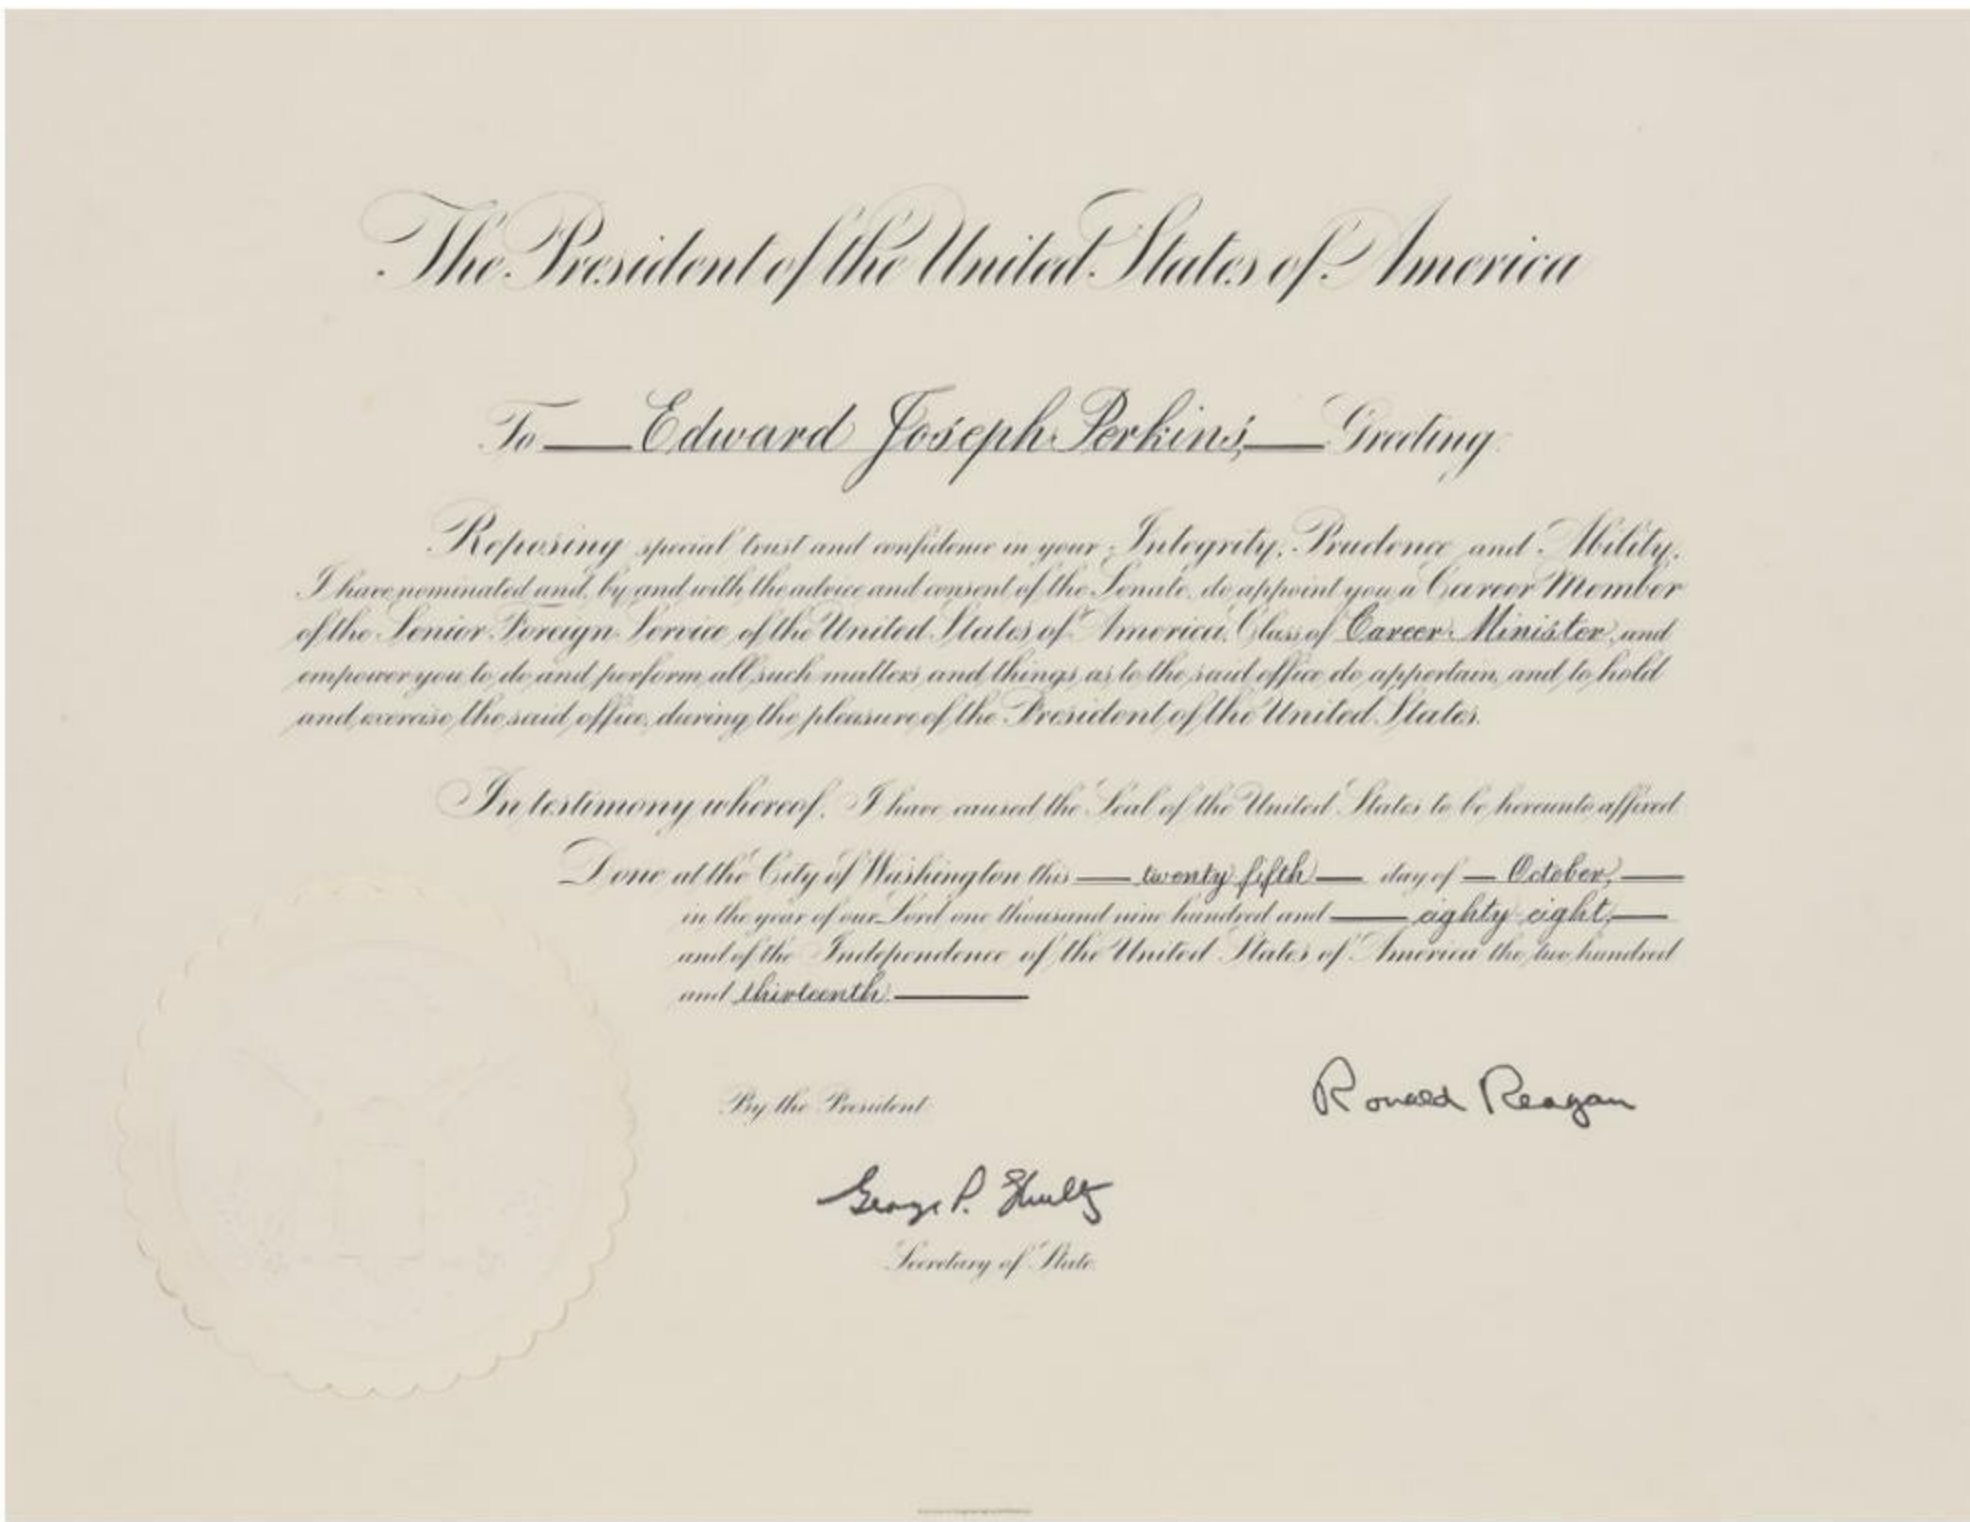 The President of the United States of America
To Edward Joseph Perkins, Greeting:
Reposing special trust and confidence in your Integrity, Prudence and Ability,
I have nominated and, by and with the advice and consent of the Senate, do appoint you a Career Member
of the Senior Foreign Service of the United States of America, Class of Career Minister, and
empower you to do and perform all such matters and things as to the said office do appertain, and to hold
and exercise the said office, during the pleasure of the President of the United States.
In testimony whereof, I have caused the Seal of the United States to be hereunto affixed
Done at the City of Washington this twenty-fifth day of October,
in the year of our Lord one thousand nine hundred and eighty-eight,
and of the Independence of the United States of America the two hundred
and thirteenth.
By the President:
Ronald Reagan
George P. Shultz
Secretary of State.